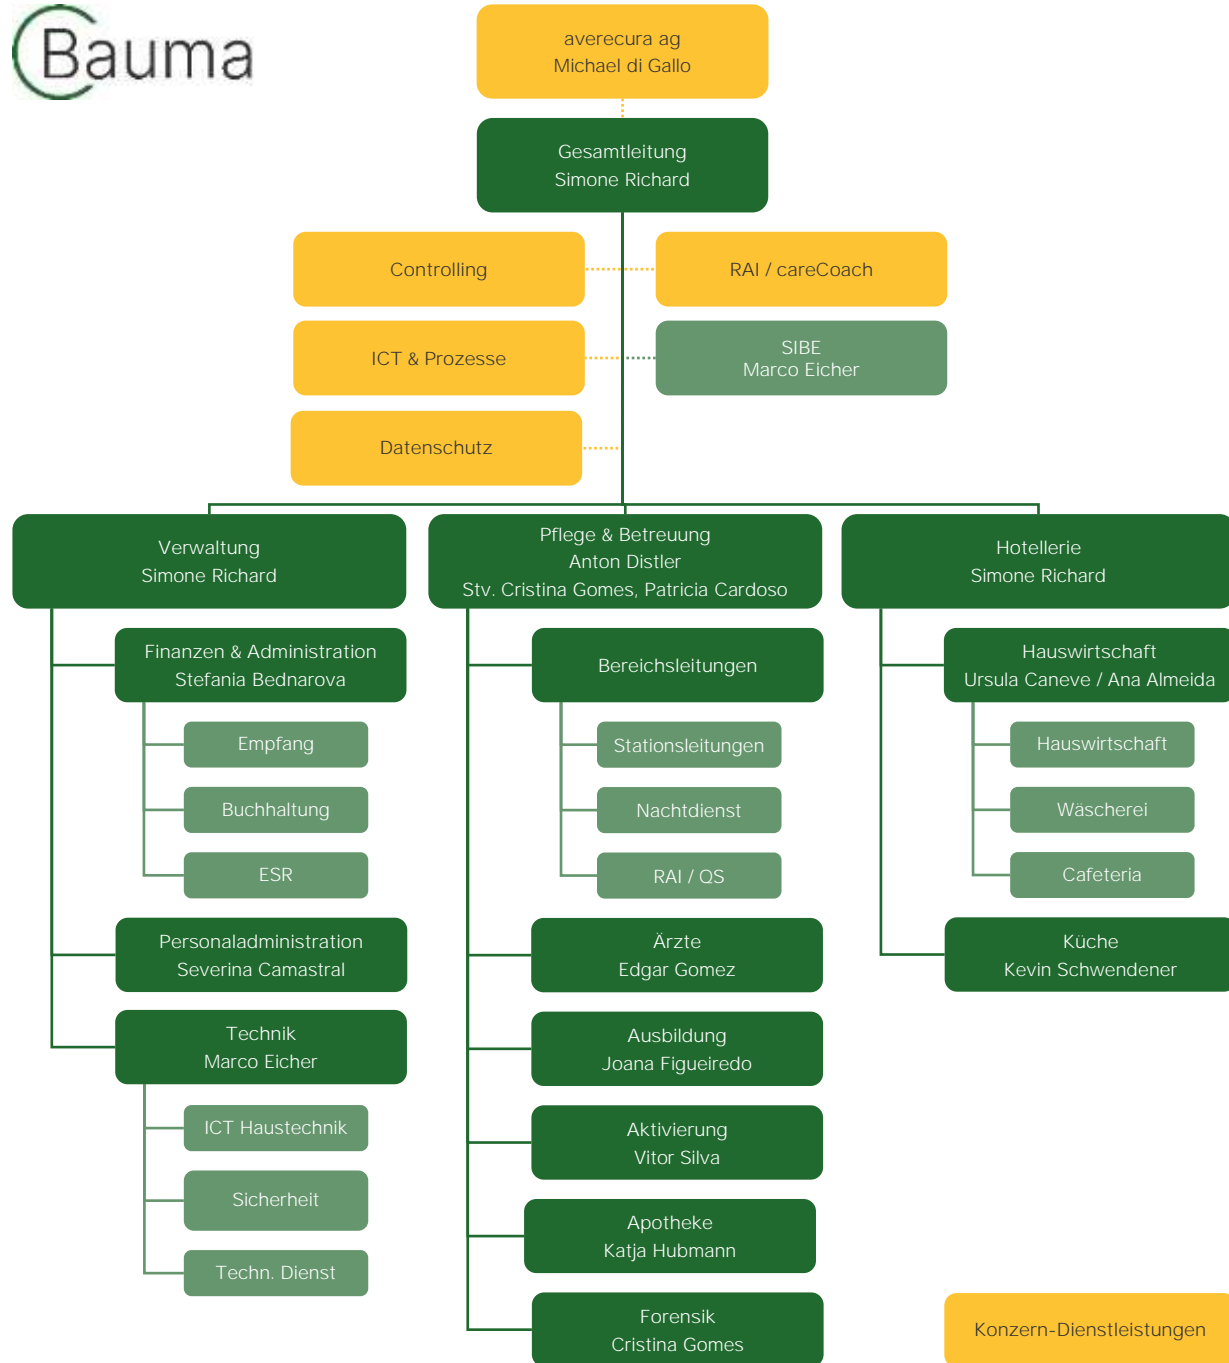 Bauma
averecura ag
Michael di Gallo
Gesamtleitung
Simone Richard
Controlling
RAI / careCoach
ICT & Prozesse
SIBE
Marco Eicher
Datenschutz
Verwaltung
Simone Richard
Pflege & Betreuung
Anton Distler
Stv. Cristina Gomes, Patricia Cardoso
Hotellerie
Simone Richard
Finanzen & Administration
Stefania Bednarova
Empfang
Buchhaltung
ESR
Personaladministration
Severina Camastral
Technik
Marco Eicher
ICT Haustechnik
Sicherheit
Techn. Dienst
Bereichsleitungen
Stationsleitungen
Nachtdienst
RAI / QS
Ärzte
Edgar Gomez
Ausbildung
Joana Figueiredo
Aktivierung
Vitor Silva
Apotheke
Katja Hubmann
Forensik
Cristina Gomes
Hauswirtschaft
Ursula Caneve / Ana Almeida
Hauswirtschaft
Wäscherei
Cafeteria
Küche
Kevin Schwendener
Konzern-Dienstleistungen